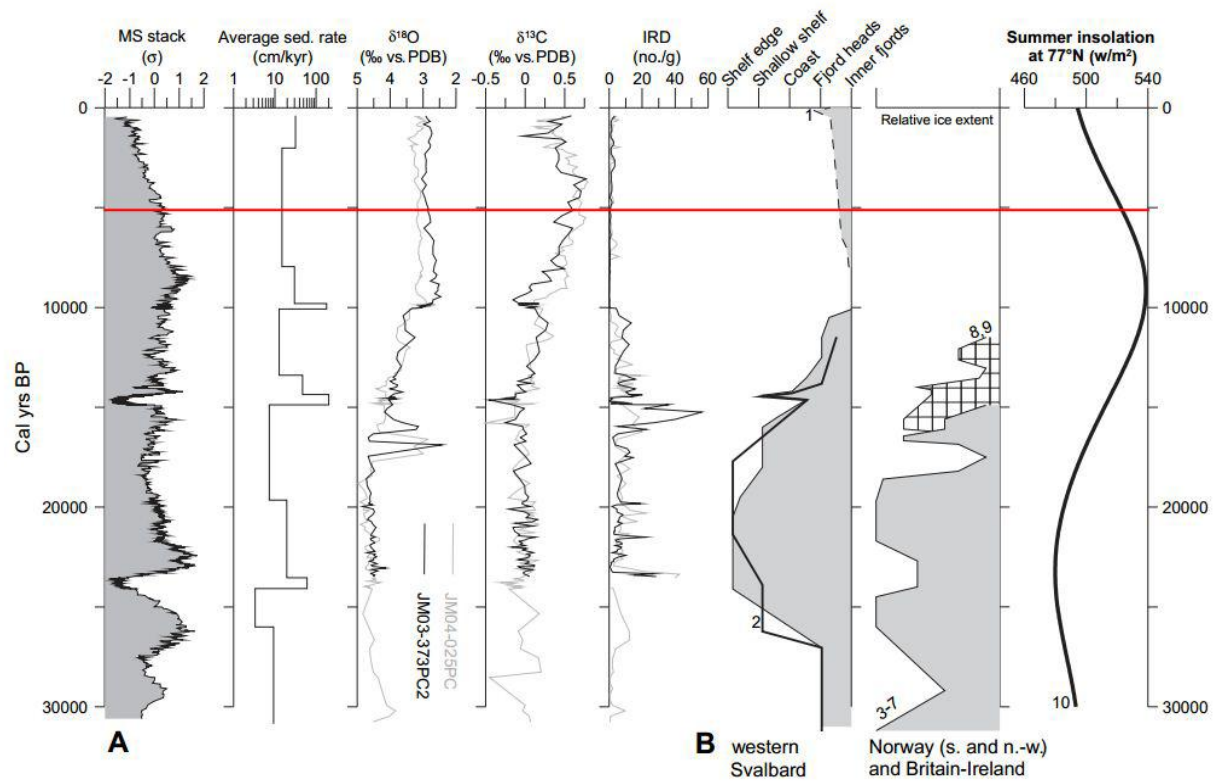 MS stack
(σ)
-2 -1 0 1 2
Average sed. rate
(cm/kyr)
1 10 100
δ¹⁸O
(‰ vs. PDB)
5 4 3 2
δ¹³C
(‰ vs. PDB)
-0.5 0 0.5
IRD
(no./g)
0 20 40 60
Shelf edge
Shallow shelf
Coast
Fjord heads
Inner fjords
Summer insolation
at 77°N (w/m²)
460 500 540
Relative ice extent
Cal yrs BP
0
10000
20000
30000
0
10000
20000
30000
1
2
3-7
8,9
10
JM04-025PC
JM03-373PC2
A
B
western
Svalbard
Norway (s. and n.-w.)
and Britain-Ireland